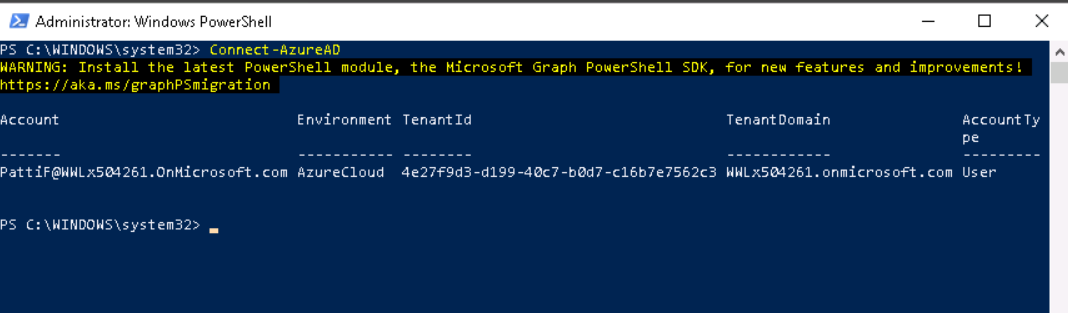 Administrator: Windows PowerShell
PS C:\WINDOWS\system32> Connect-AzureAD
WARNING: Install the latest PowerShell module, the Microsoft Graph PowerShell SDK, for new features and improvements!
https://aka.ms/graphPSmigration
Account Environment TenantId TenantDomain AccountTy
pe
------- ----------- -------- ------------ ---------
PattiF@WWLx504261.OnMicrosoft.com AzureCloud 4e27f9d3-d199-40c7-b0d7-c16b7e7562c3 WWLx504261.onmicrosoft.com User
PS C:\WINDOWS\system32>